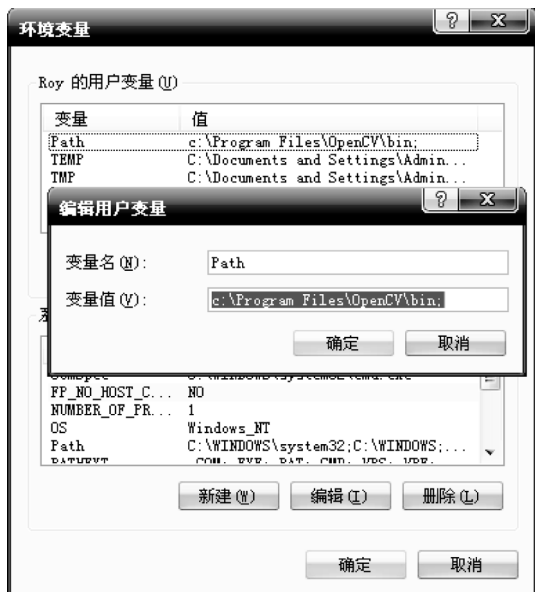 环境变量
Roy 的用户变量(U)
变量 值
Path c:\Program Files\OpenCV\bin;
TEMP C:\Documents and Settings\Admin...
TMP C:\Documents and Settings\Admin...
编辑用户变量
变量名(N): Path
变量值(V): c:\Program Files\OpenCV\bin;
确定 取消
FP_NO_HOST_C... NO
NUMBER_OF_PR... 1
OS Windows_NT
Path C:\WINDOWS\system32;C:\WINDOWS;...
新建(W) 编辑(I) 删除(L)
确定 取消